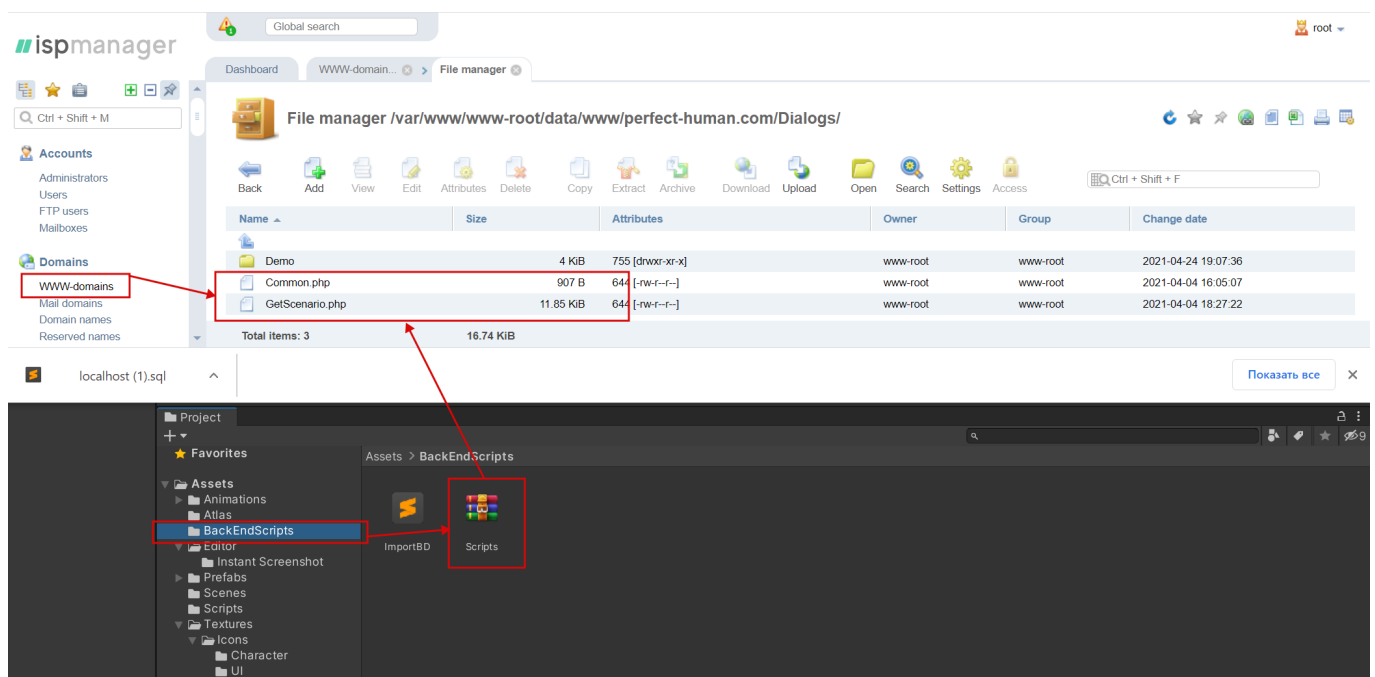 ispmanager
1
Global search
root
Dashboard
WWW-domain...
File manager
Ctrl + Shift + M
File manager /var/www/www-root/data/www/perfect-human.com/Dialogs/
Accounts
Administrators
Users
FTP users
Mailboxes
Back Add View Edit Attributes Delete Copy Extract Archive Download Upload Open Search Settings Access
Ctrl + Shift + F
Name Size Attributes Owner Group Change date
Demo 4 KiB 755 [drwxr-xr-x] www-root www-root 2021-04-24 19:07:36
Common.php 907 B 644 [-rw-r--r--] www-root www-root 2021-04-04 16:05:07
GetScenario.php 11.85 KiB 644 [-rw-r--r--] www-root www-root 2021-04-04 18:27:22
Total items: 3 16.74 KiB
Domains
WWW-domains
Mail domains
Domain names
Reserved names
localhost (1).sql
Показать все
Project
9
Favorites
Assets > BackEndScripts
Assets
Animations
Atlas
BackEndScripts
Editor
Instant Screenshot
Prefabs
Scenes
Scripts
Textures
Icons
Character
UI
ImportBD
Scripts